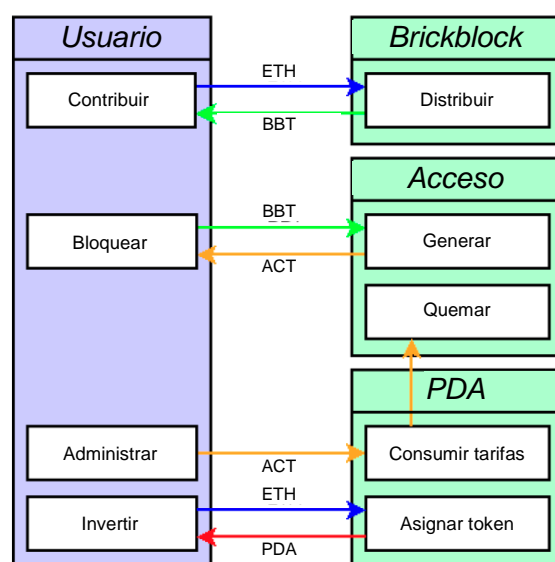 Usuario
Brickblock
Contribuir
ETH
Distribuir
BBT
Acceso
Bloquear
BBT
Generar
ACT
Quemar
PDA
Administrar
ACT
Consumir tarifas
Invertir
ETH
Asignar token
PDA